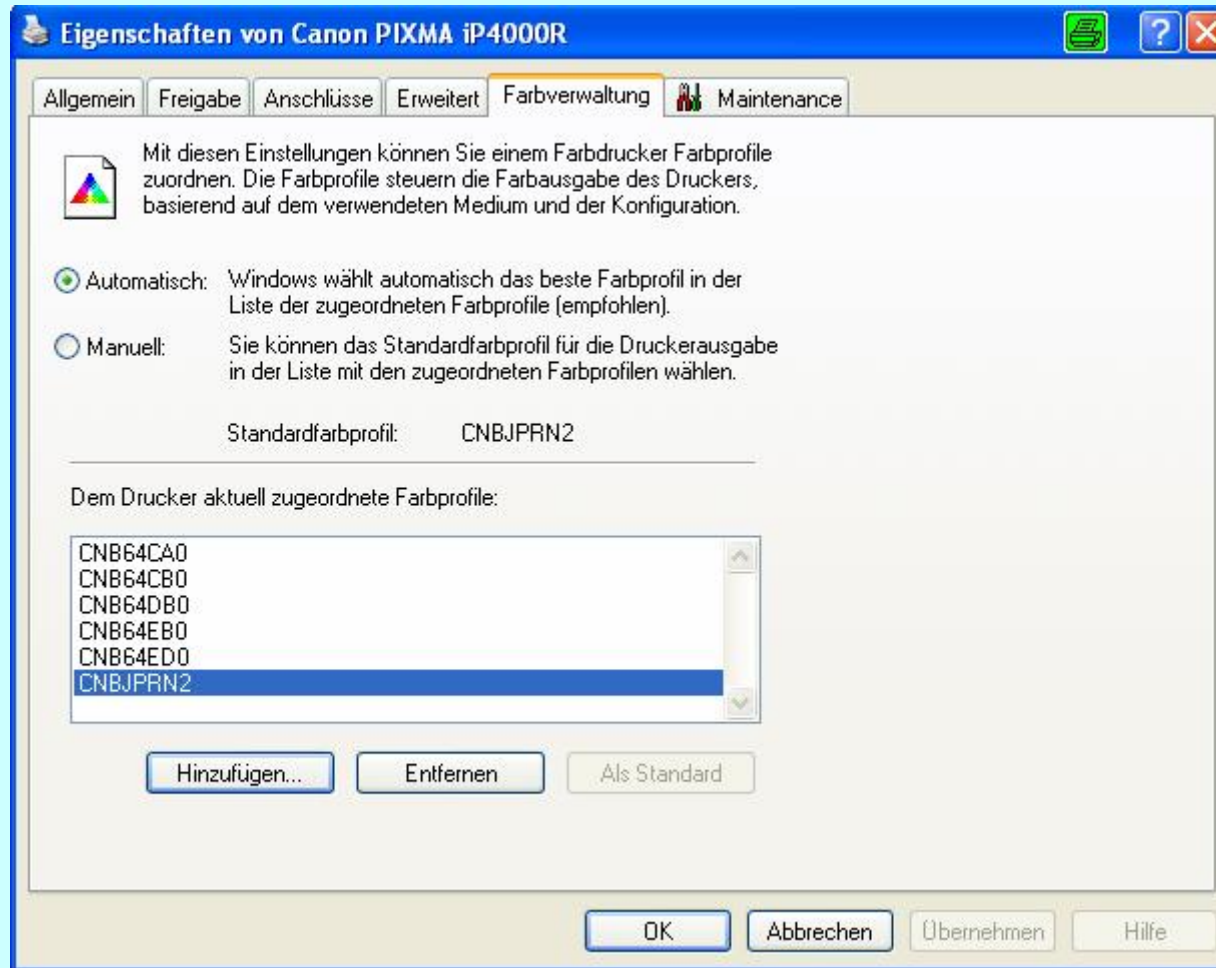 Eigenschaften von Canon PIXMA iP4000R
?
Allgemein Freigabe Anschlüsse Erweitert Farbverwaltung Maintenance
Mit diesen Einstellungen können Sie einem Farbdrucker Farbprofile
zuordnen. Die Farbprofile steuern die Farbausgabe des Druckers,
basierend auf dem verwendeten Medium und der Konfiguration.
Automatisch: Windows wählt automatisch das beste Farbprofil in der
Liste der zugeordneten Farbprofile (empfohlen).
Manuell: Sie können das Standardfarbprofil für die Druckerausgabe
in der Liste mit den zugeordneten Farbprofilen wählen.
Standardfarbprofil: CNBJPRN2
Dem Drucker aktuell zugeordnete Farbprofile:
CNB64CA0
CNB64CB0
CNB64DB0
CNB64EB0
CNB64ED0
CNBJPRN2
Hinzufügen... Entfernen Als Standard
OK Abbrechen Übernehmen Hilfe